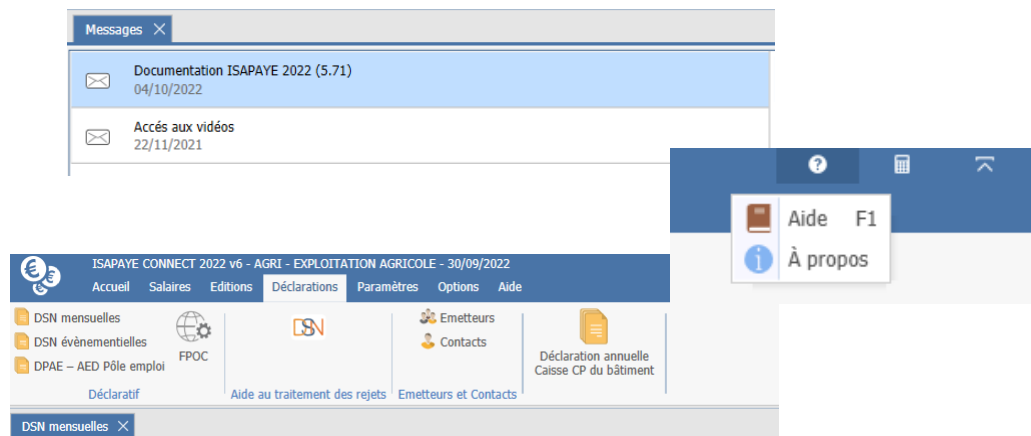 Messages
Documentation ISAPAYE 2022 (5.71)
04/10/2022
Accés aux vidéos
22/11/2021
Aide F1
À propos
ISAPAYE CONNECT 2022 v6 - AGRI - EXPLOITATION AGRICOLE - 30/09/2022
Accueil Salaires Editions Déclarations Paramètres Options Aide
DSN mensuelles
DSN évènementielles
DPAE – AED Pôle emploi
FPOC
Déclaratif
DSN
Aide au traitement des rejets
Emetteurs
Contacts
Emetteurs et Contacts
Déclaration annuelle
Caisse CP du bâtiment
DSN mensuelles